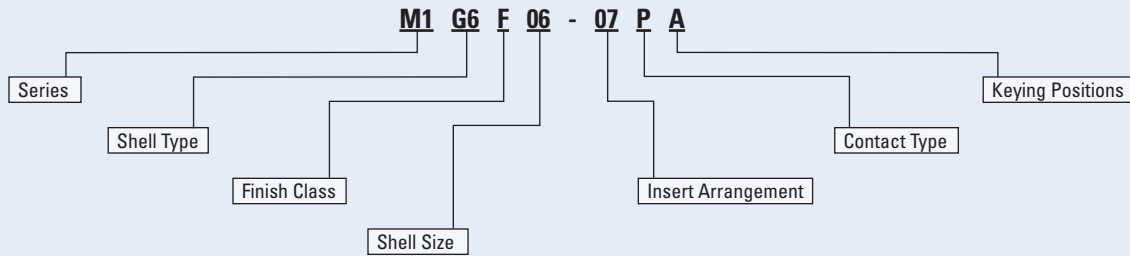 M1 G6 F 06 - 07 P A
Series
Keying Positions
Shell Type
Contact Type
Finish Class
Insert Arrangement
Shell Size